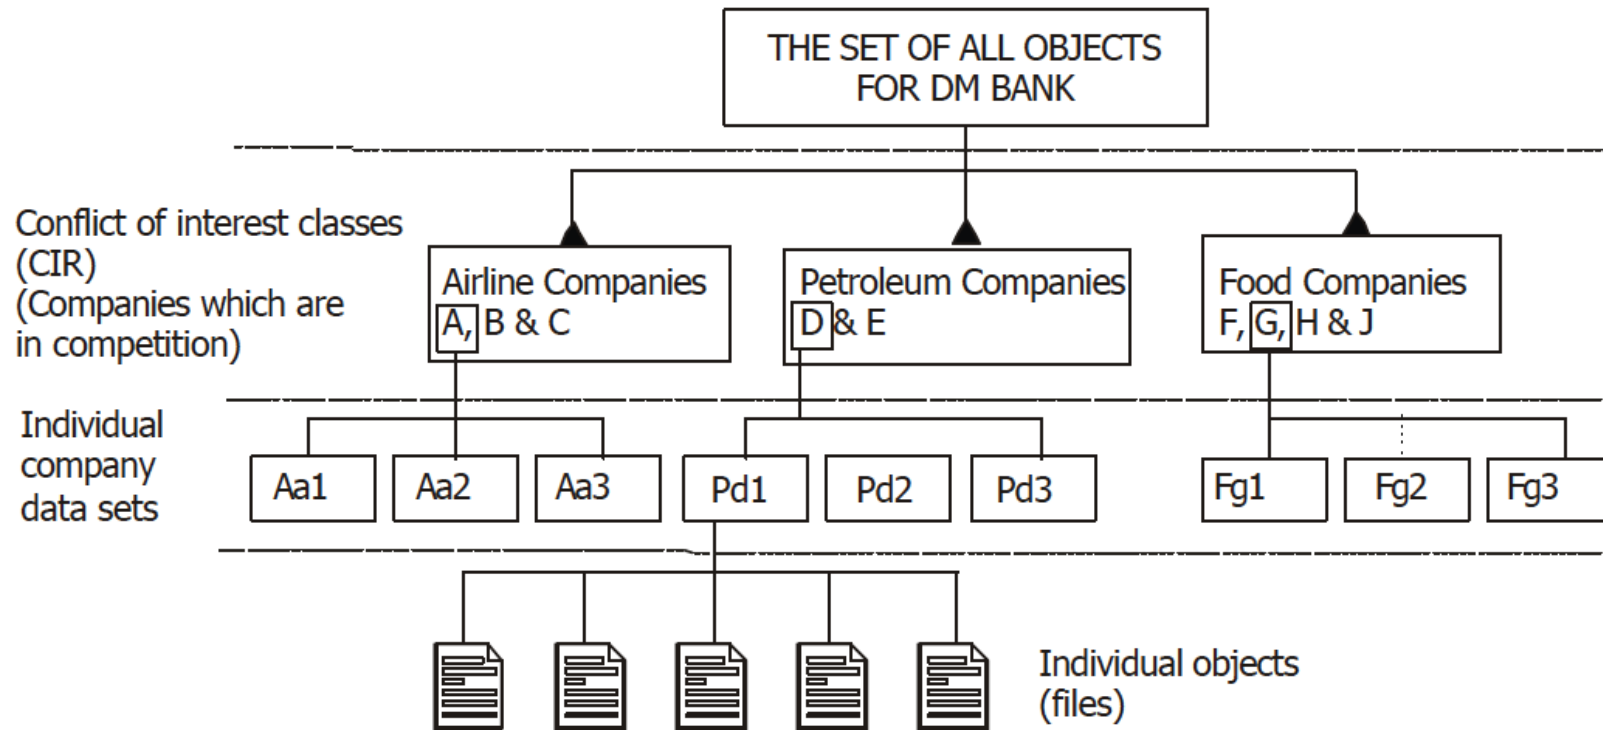 THE SET OF ALL OBJECTS
FOR DM BANK
Conflict of interest classes
(CIR)
(Companies which are
in competition)
Airline Companies
A, B & C
Petroleum Companies
D & E
Food Companies
F, G, H & J
Individual
company
data sets
Aa1
Aa2
Aa3
Pd1
Pd2
Pd3
Fg1
Fg2
Fg3
Individual objects
(files)